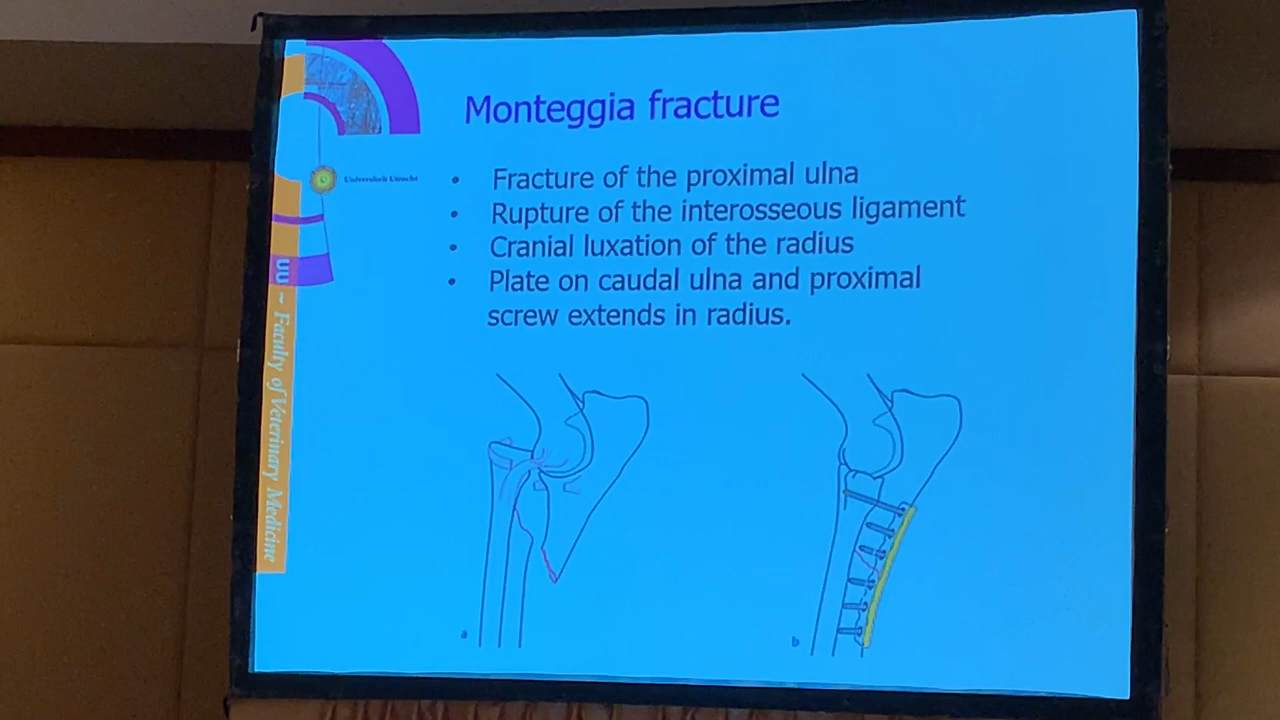 Monteggia fracture
• Fracture of the proximal ulna
• Rupture of the interosseous ligament
• Cranial luxation of the radius
• Plate on caudal ulna and proximal
screw extends in radius.
Universiteit Utrecht
UU ~ Faculty of Veterinary Medicine
a
b